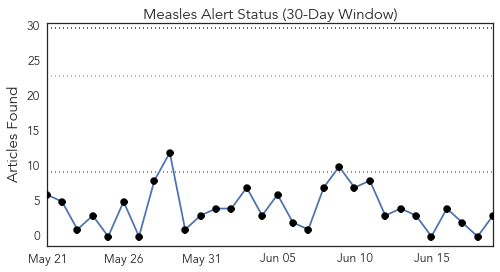 Measles Alert Status (30-Day Window)
30
25
20
15
10
5
0
Articles Found
May 21 May 26 May 31 Jun 05 Jun 10 Jun 15